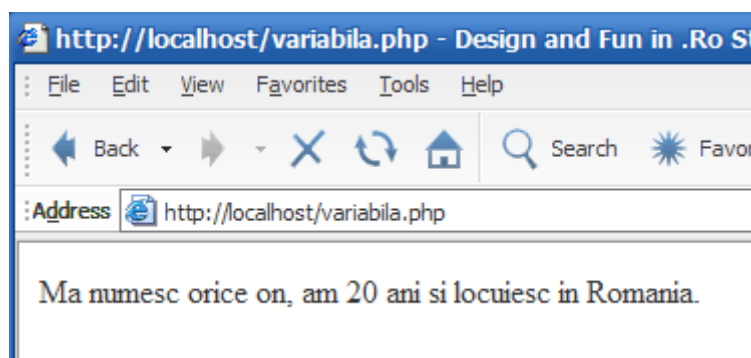 http://localhost/variabila.php - Design and Fun in .Ro St
File Edit View Favorites Tools Help
Back Search Favor
Address http://localhost/variabila.php
Ma numesc orice on, am 20 ani si locuiesc in Romania.